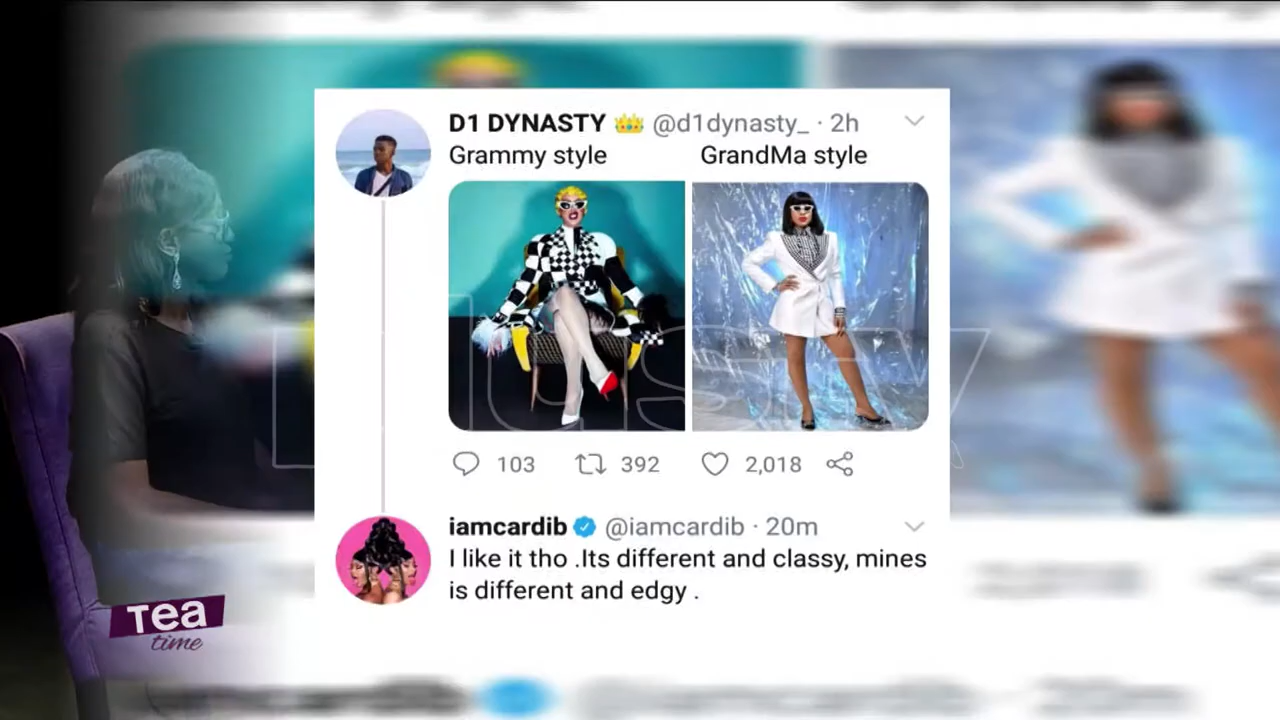 D1 DYNASTY 👑 @d1dynasty_ · 2h
Grammy style GrandMa style
103 392 2,018
iamcardib @iamcardib · 20m
I like it tho .Its different and classy, mines
is different and edgy .
Tea
time